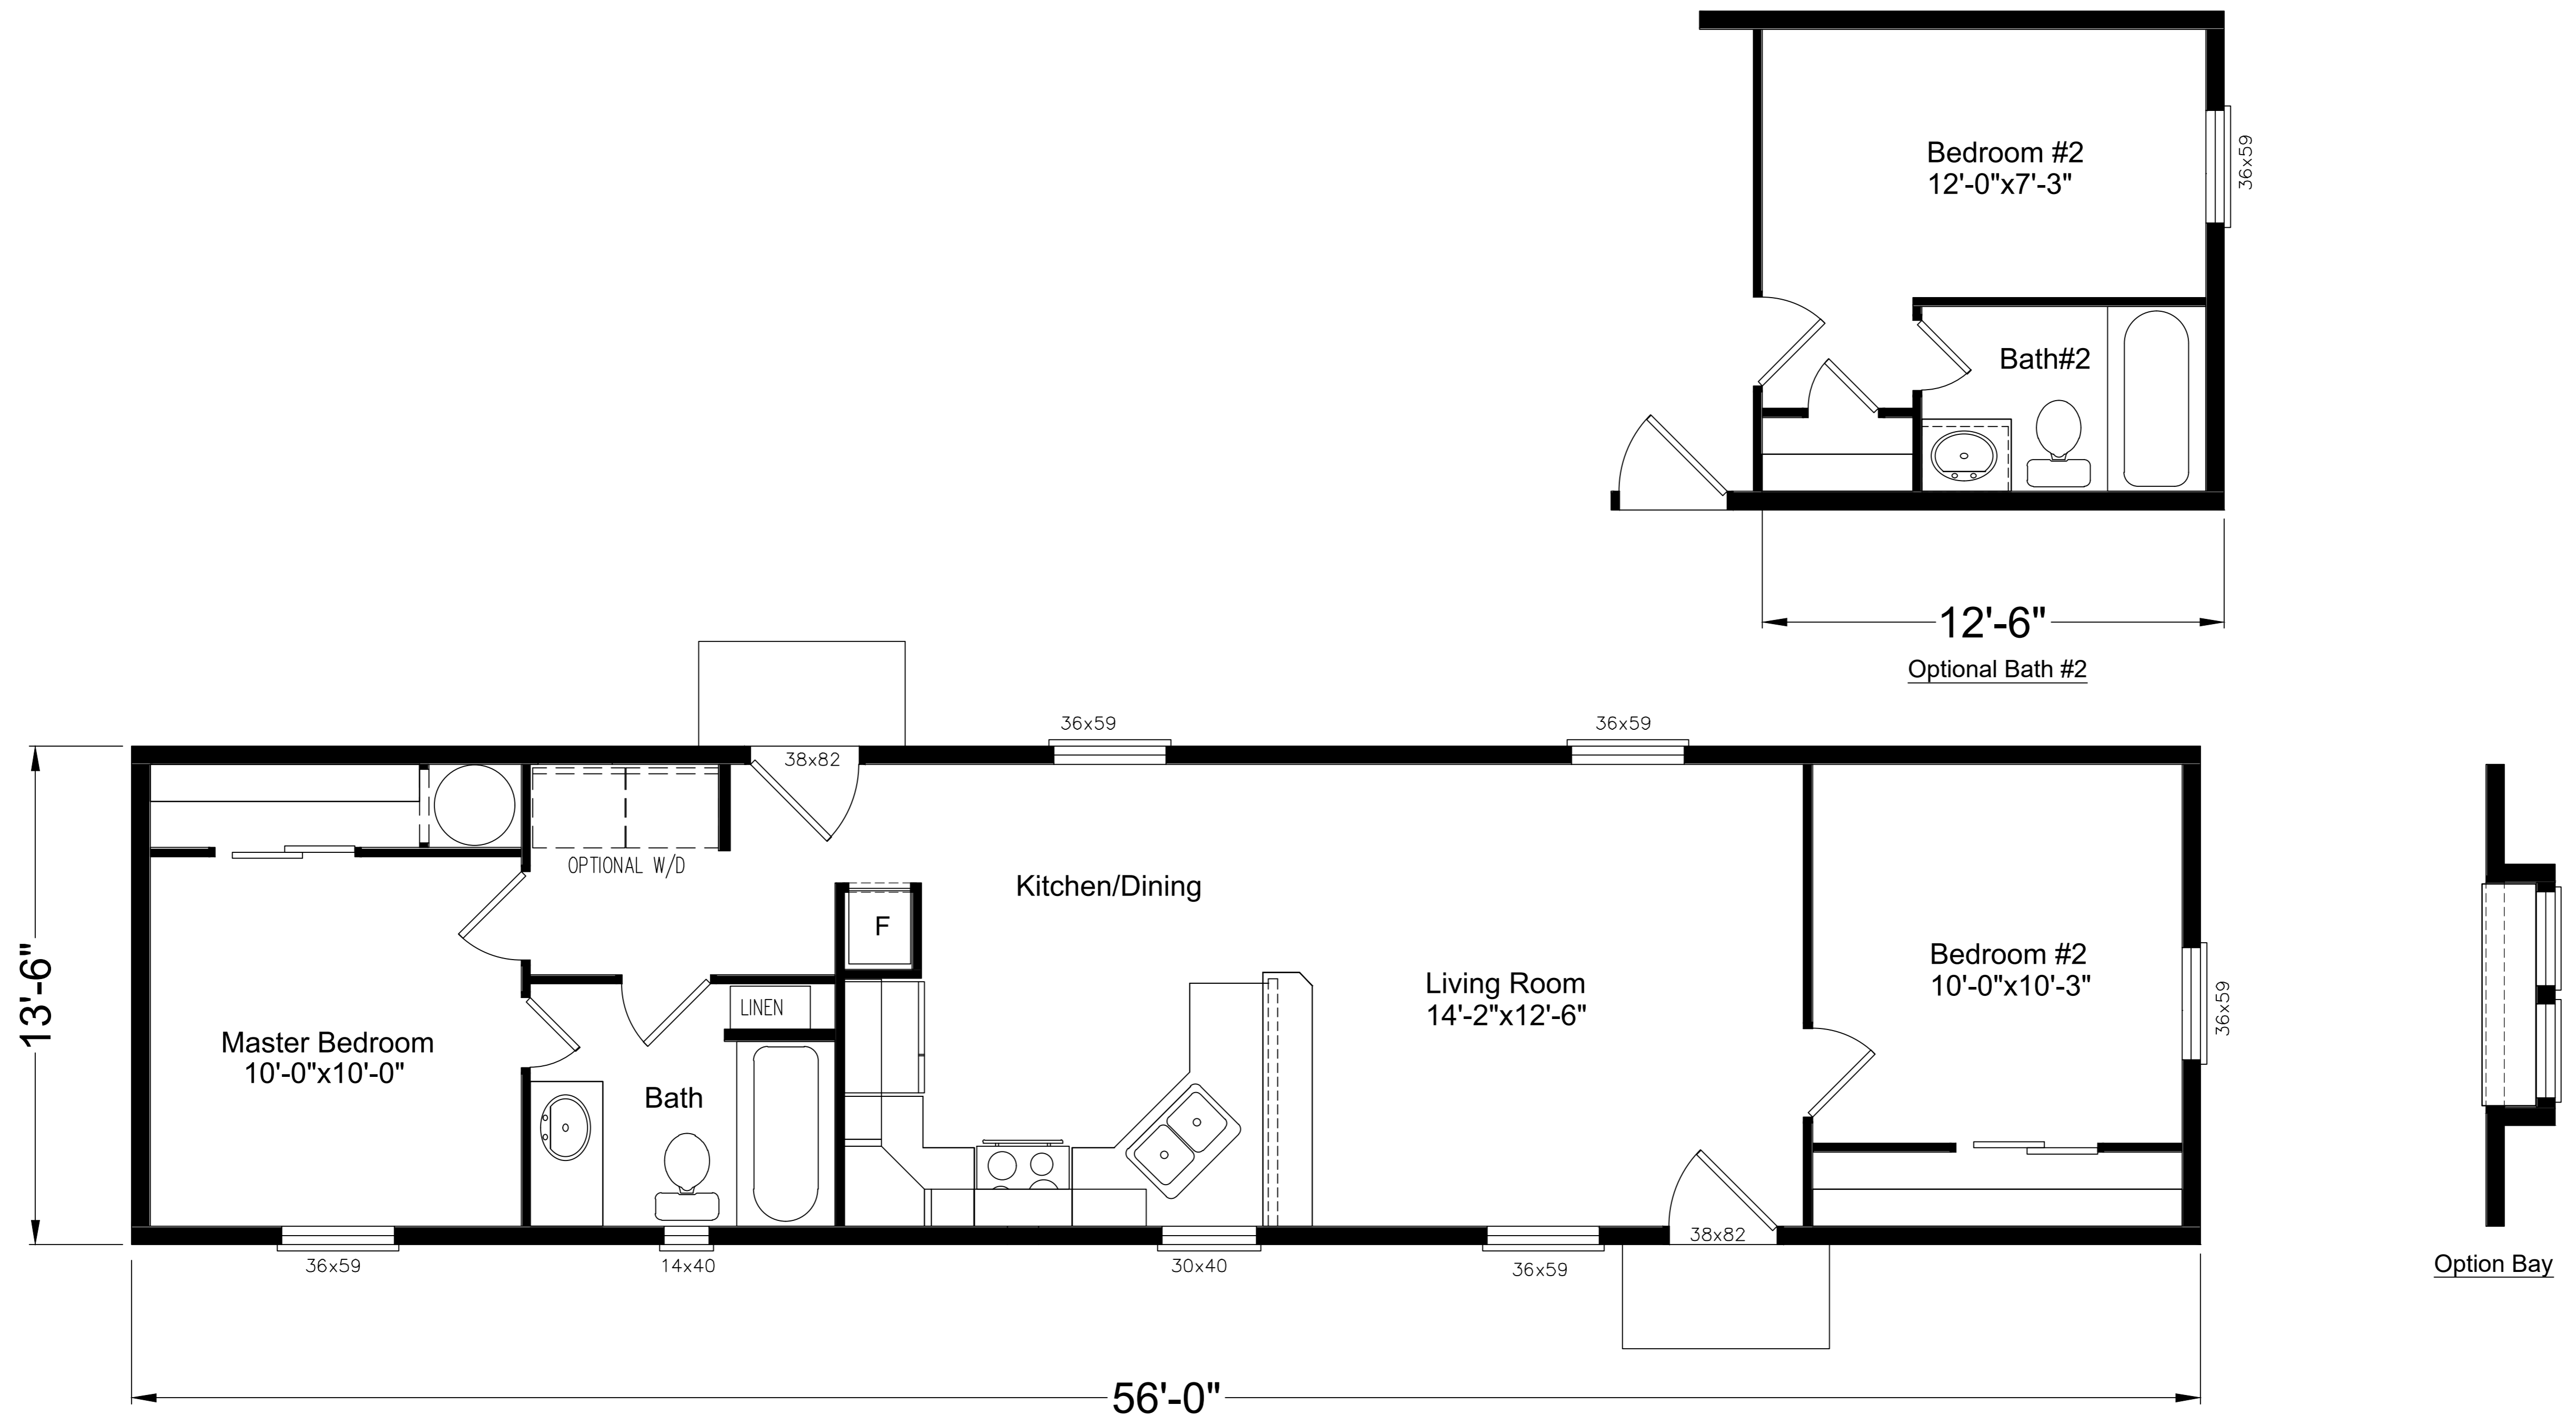 Bedroom #2
12'-0"x7'-3"
36x59
Bath#2
12'-6"
Optional Bath #2
36x59
36x59
38x82
OPTIONAL W/D
Kitchen/Dining
F
13'-6"
Living Room
14'-2"x12'-6"
Bedroom #2
10'-0"x10'-3"
36x59
LINEN
Master Bedroom
10'-0"x10'-0"
Bath
38x82
36x59
14x40
30x40
36x59
Option Bay
56'-0"